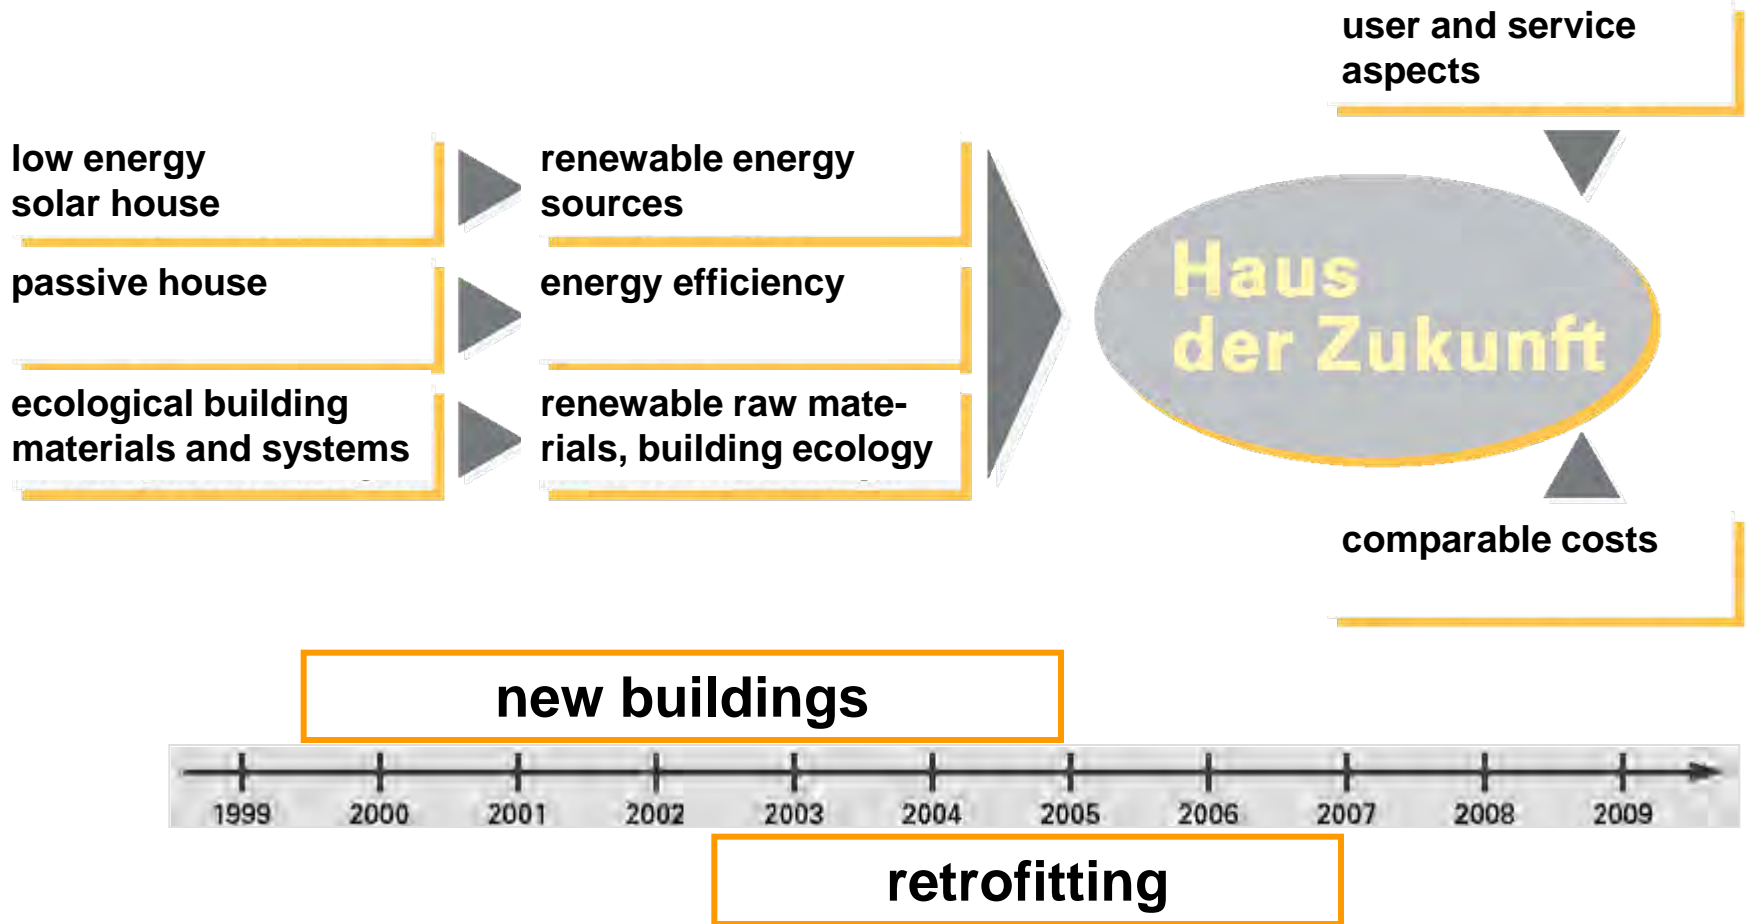 user and service
aspects
low energy
solar house
renewable energy
sources
passive house
energy efficiency
ecological building
materials and systems
renewable raw mate-
rials, building ecology
Haus
der Zukunft
comparable costs
new buildings
1999 2000 2001 2002 2003 2004 2005 2006 2007 2008 2009
retrofitting